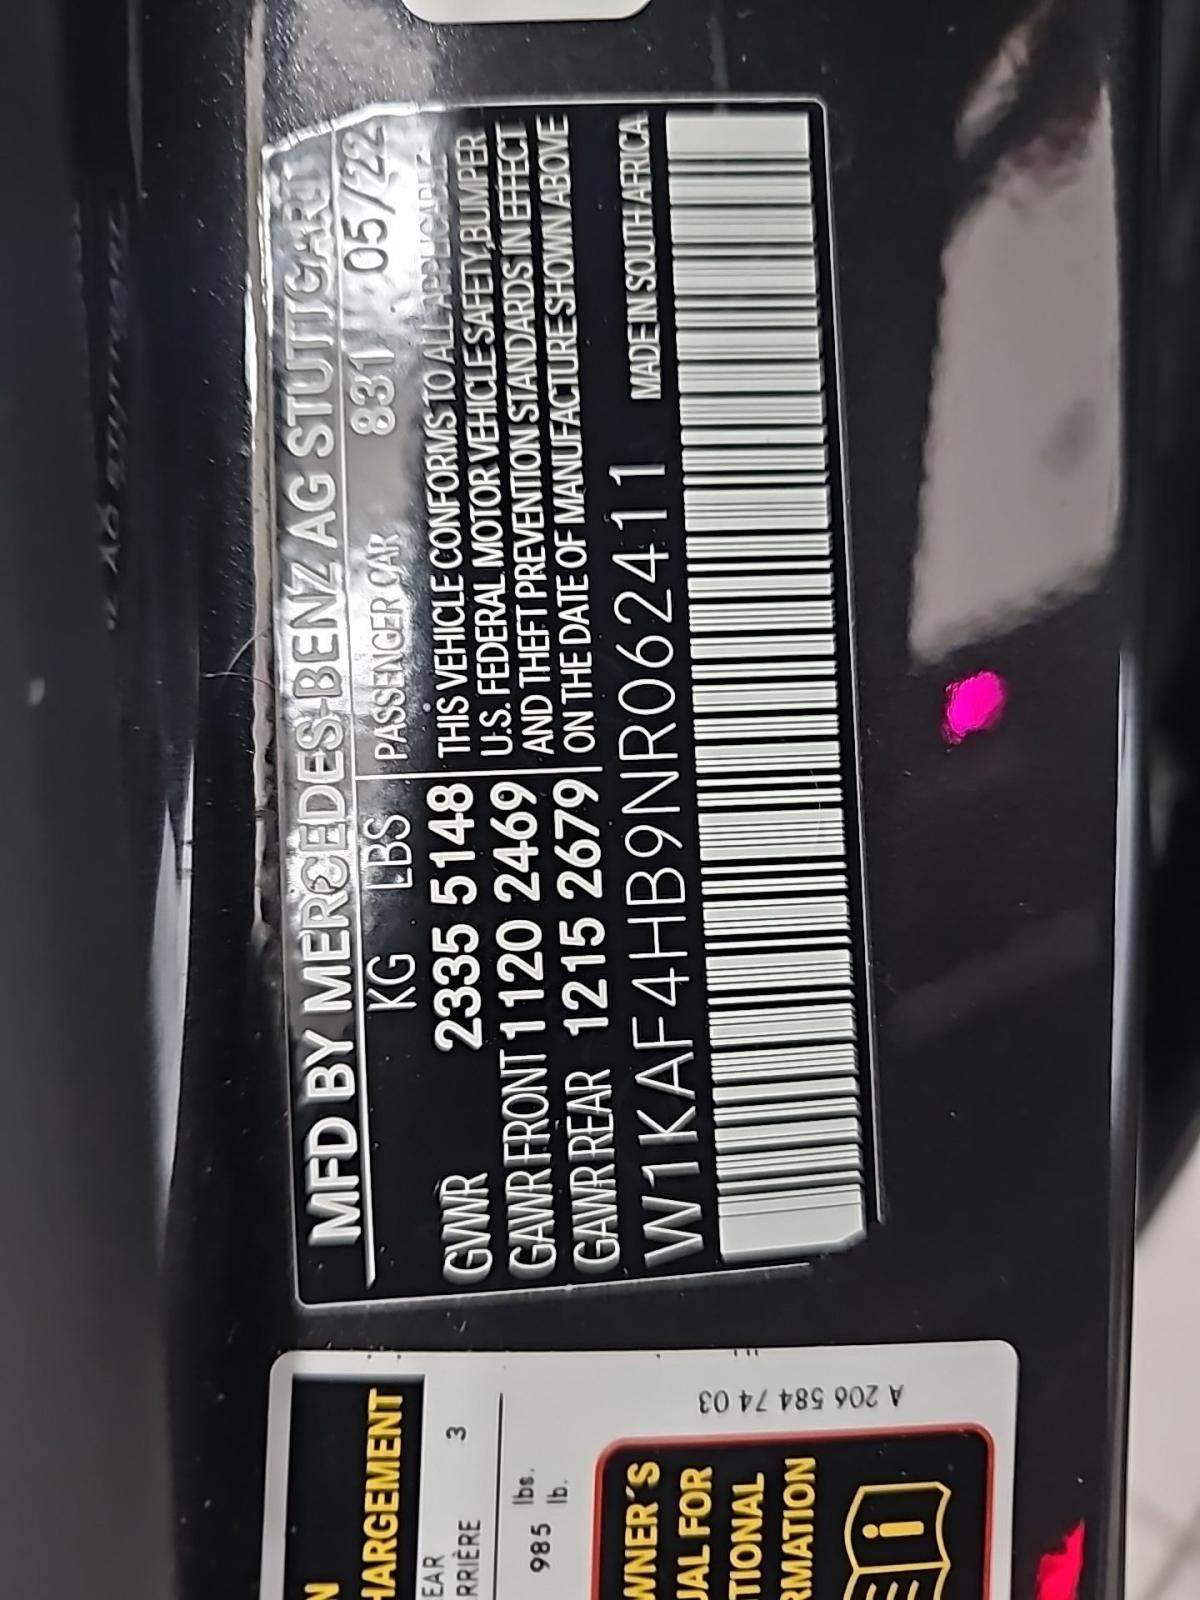 MFD BY MERCEDES-BENZ AG STUTTGART
KG LBS PASSENGER CAR 831 05/22
GVWR 2335 5148 THIS VEHICLE CONFORMS TO ALL APPLICABLE
GAWR FRONT 1120 2469 U.S. FEDERAL MOTOR VEHICLE SAFETY, BUMPER
AND THEFT PREVENTION STANDARDS IN EFFECT
GAWR REAR 1215 2679 ON THE DATE OF MANUFACTURE SHOWN ABOVE
W1KAF4HB9NR062411 MADE IN SOUTH AFRICA
N
HARGEMENT
EAR 3
RRIÈRE
985 lbs.
lb.
WNER'S
UAL FOR
TIONAL
RMATION
i
A 206 584 74 03